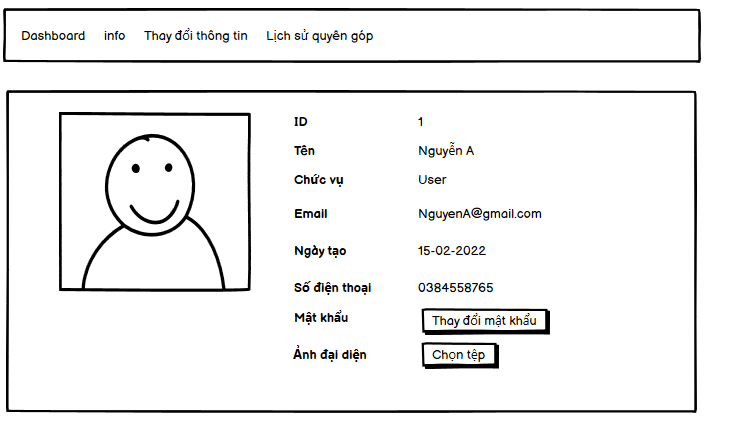 Dashboard info Thay đổi thông tin Lịch sử quyên góp
ID 1
Tên Nguyễn A
Chức vụ User
Email NguyenA@gmail.com
Ngày tạo 15-02-2022
Số điện thoại 0384558765
Mật khẩu Thay đổi mật khẩu
Ảnh đại diện Chọn tệp